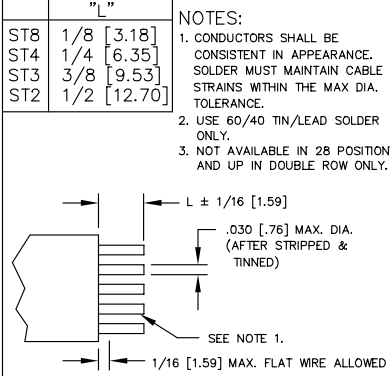 "L"
ST8 1/8 [3.18]
ST4 1/4 [6.35]
ST3 3/8 [9.53]
ST2 1/2 [12.70]
NOTES:
1. CONDUCTORS SHALL BE
CONSISTENT IN APPEARANCE.
SOLDER MUST MAINTAIN CABLE
STRAINS WITHIN THE MAX DIA.
TOLERANCE.
2. USE 60/40 TIN/LEAD SOLDER
ONLY.
3. NOT AVAILABLE IN 28 POSITION
AND UP IN DOUBLE ROW ONLY.
L ± 1/16 [1.59]
.030 [.76] MAX. DIA.
(AFTER STRIPPED &
TINNED)
SEE NOTE 1.
1/16 [1.59] MAX. FLAT WIRE ALLOWED